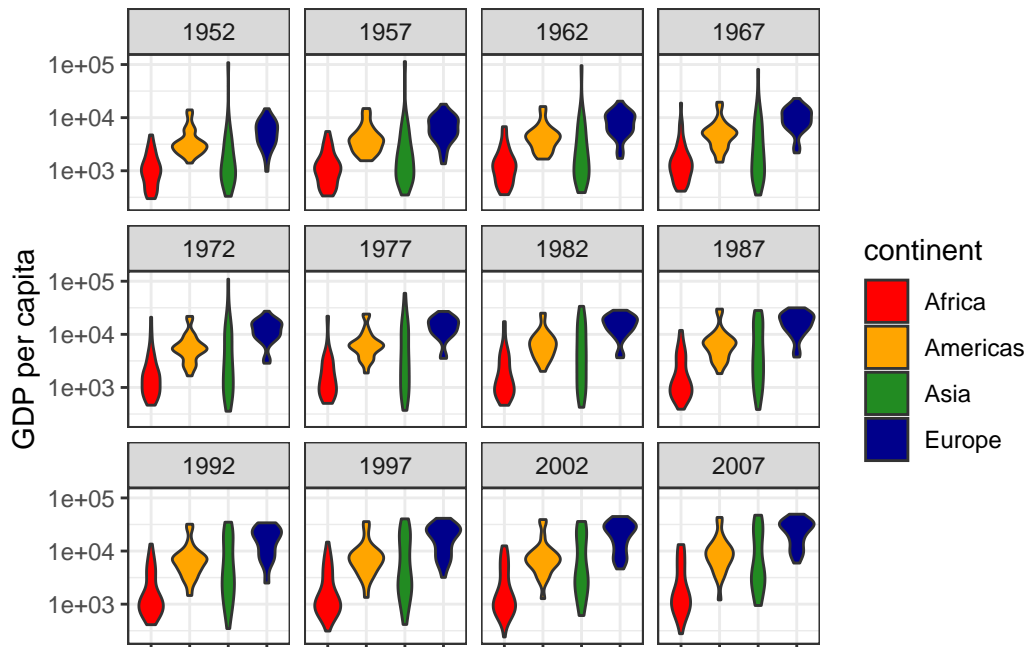 1952 1957 1962 1967
1e+05
1e+04
1e+03
1972 1977 1982 1987
1e+05
1e+04
1e+03
1992 1997 2002 2007
1e+05
1e+04
1e+03
GDP per capita
continent
Africa
Americas
Asia
Europe